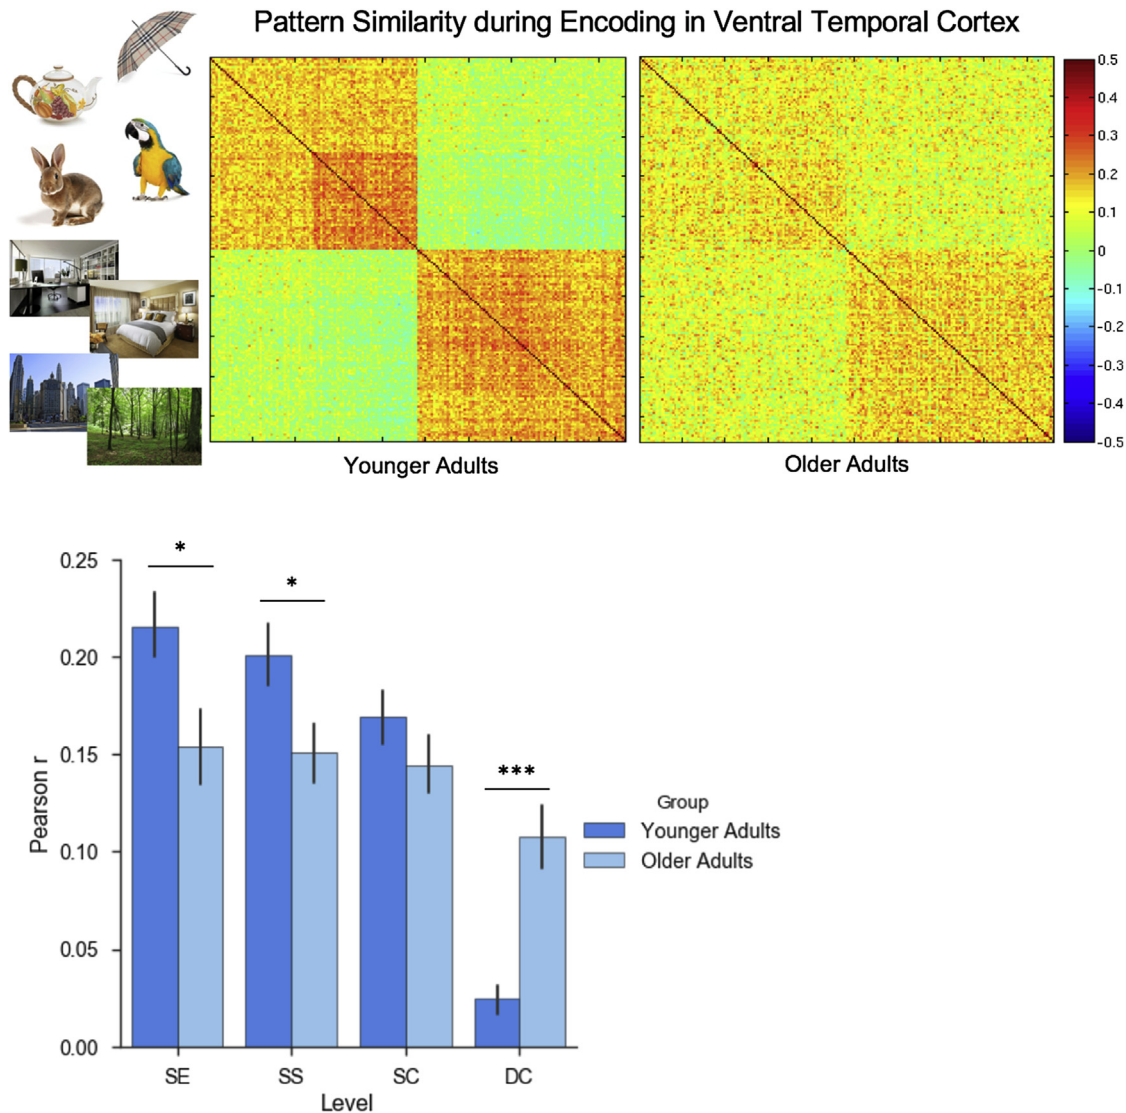 Pattern Similarity during Encoding in Ventral Temporal Cortex
0.5
0.4
0.3
0.2
0.1
0
-0.1
-0.2
-0.3
-0.4
-0.5
Younger Adults
Older Adults
0.25
0.20
0.15
0.10
0.05
0.00
Pearson r
*
*
***
SE
SS
SC
DC
Level
Group
Younger Adults
Older Adults